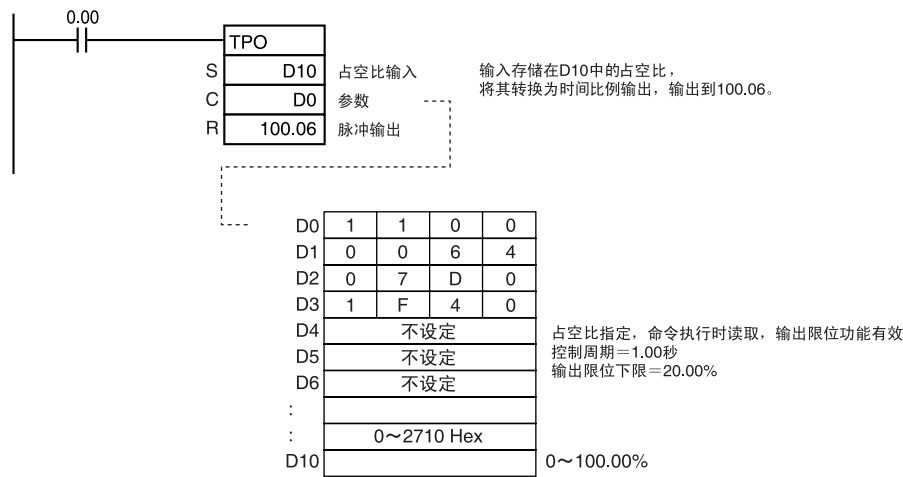 0.00
TPO
S D10 占空比输入
C D0 参数
R 100.06 脉冲输出
输入存储在D10中的占空比，
将其转换为时间比例输出，输出到100.06。
D0 1 1 0 0
D1 0 0 6 4
D2 0 7 D 0
D3 1 F 4 0
D4 不设定
D5 不设定
D6 不设定
:
: 0～2710 Hex
D10 0～100.00%
占空比指定，命令执行时读取，输出限位功能有效
控制周期＝1.00秒
输出限位下限＝20.00%